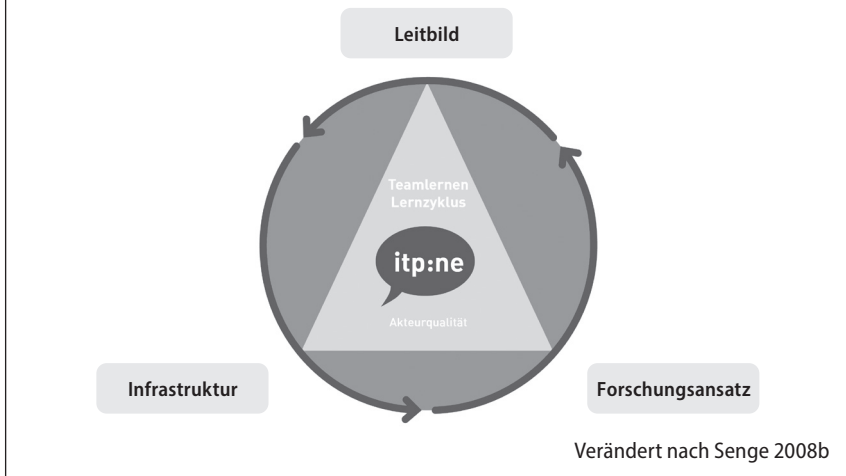 Leitbild
Teamlernen
Lernzyklus
itp:ne
Akteurqualität
Infrastruktur
Forschungsansatz
Verändert nach Senge 2008b